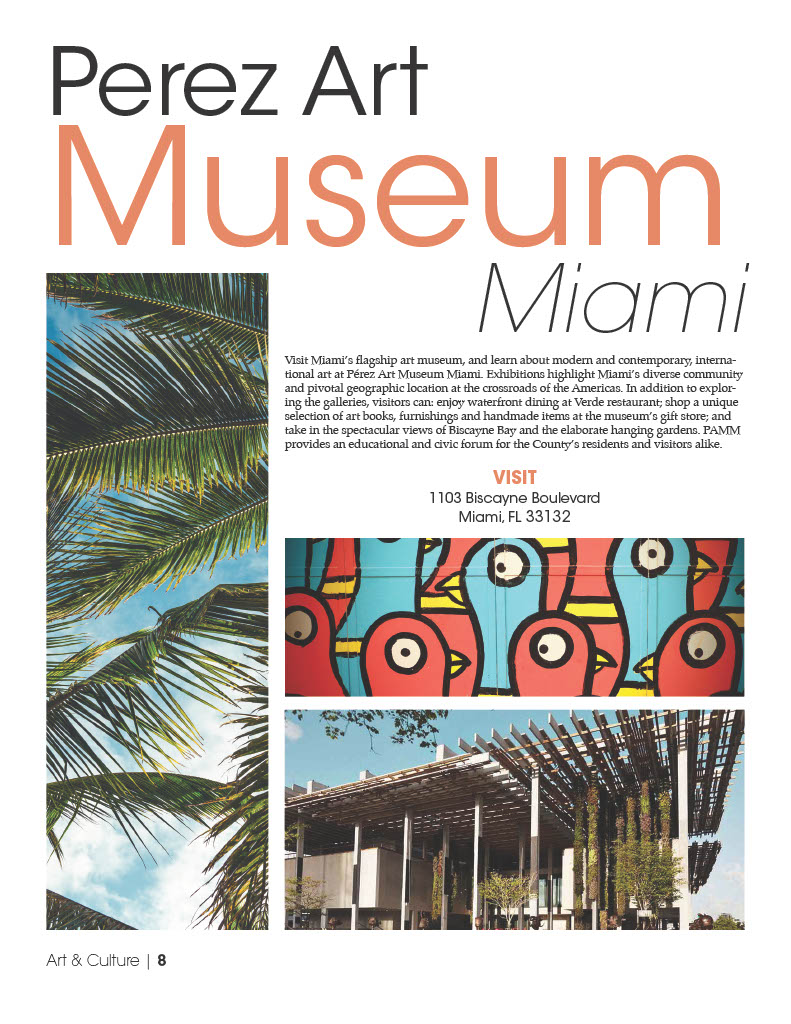 Perez Art
Museum
Miami
Visit Miami's flagship art museum, and learn about modern and contemporary, interna-
tional art at Pérez Art Museum Miami. Exhibitions highlight Miami's diverse community
and pivotal geographic location at the crossroads of the Americas. In addition to explor-
ing the galleries, visitors can: enjoy waterfront dining at Verde restaurant; shop a unique
selection of art books, furnishings and handmade items at the museum's gift store; and
take in the spectacular views of Biscayne Bay and the elaborate hanging gardens. PAMM
provides an educational and civic forum for the County's residents and visitors alike.
VISIT
1103 Biscayne Boulevard
Miami, FL 33132
Art & Culture | 8